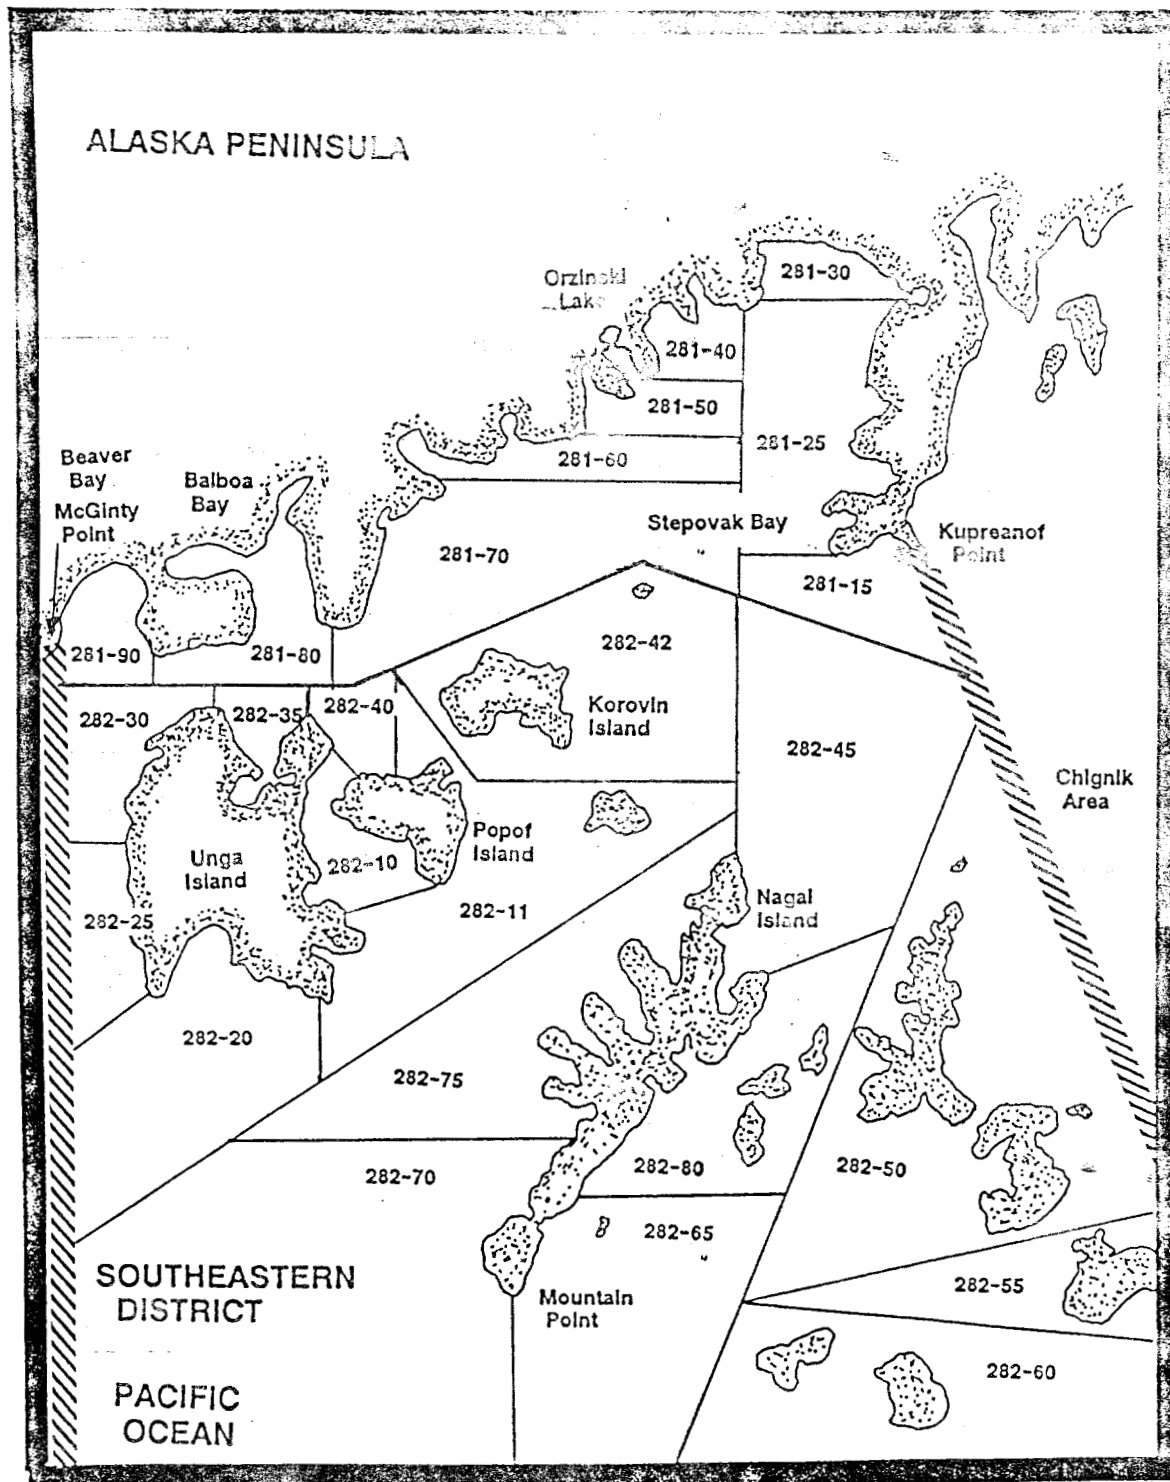 ALASKA PENINSULA
281-30
Orzinski
Lake
281-40
281-50
281-25
281-60
Beaver
Bay
Balboa
Bay
McGinty
Point
Stepovak Bay
Kupreanof
Point
281-70
281-15
282-42
281-90
281-80
282-30
282-35
282-40
Korovin
Island
282-45
Chignik
Area
Popof
Island
Unga
Island
282-10
Nagai
Island
282-11
282-25
282-20
282-75
282-80
282-50
282-70
282-65
SOUTHEASTERN
DISTRICT
282-55
Mountain
Point
282-60
PACIFIC
OCEAN